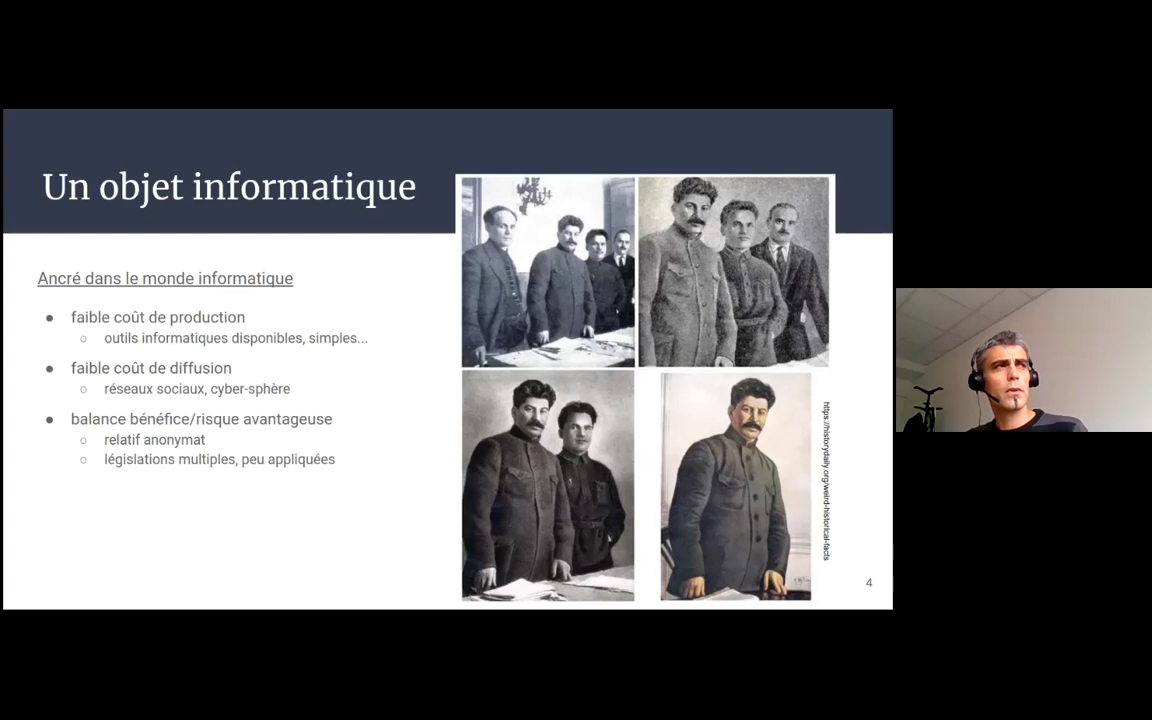 Un objet informatique
Ancré dans le monde informatique
● faible coût de production
○ outils informatiques disponibles, simples...
● faible coût de diffusion
○ réseaux sociaux, cyber-sphère
● balance bénéfice/risque avantageuse
○ relatif anonymat
○ législations multiples, peu appliquées
https://historydaily.org/weird-historical-facts
4